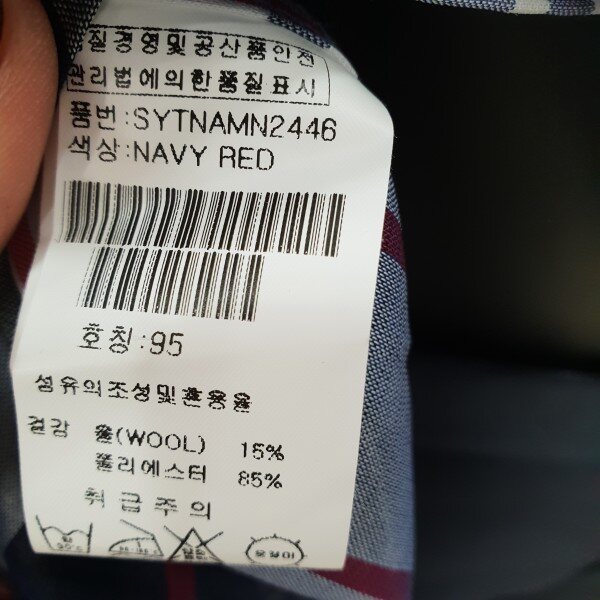 품질경영및공산품안전
관리법에의한품질표시
품번:SYTNAMN2446
색상:NAVY RED
호칭:95
섬유의조성및혼용율
겉감 울(WOOL) 15%
폴리에스터 85%
취급주의